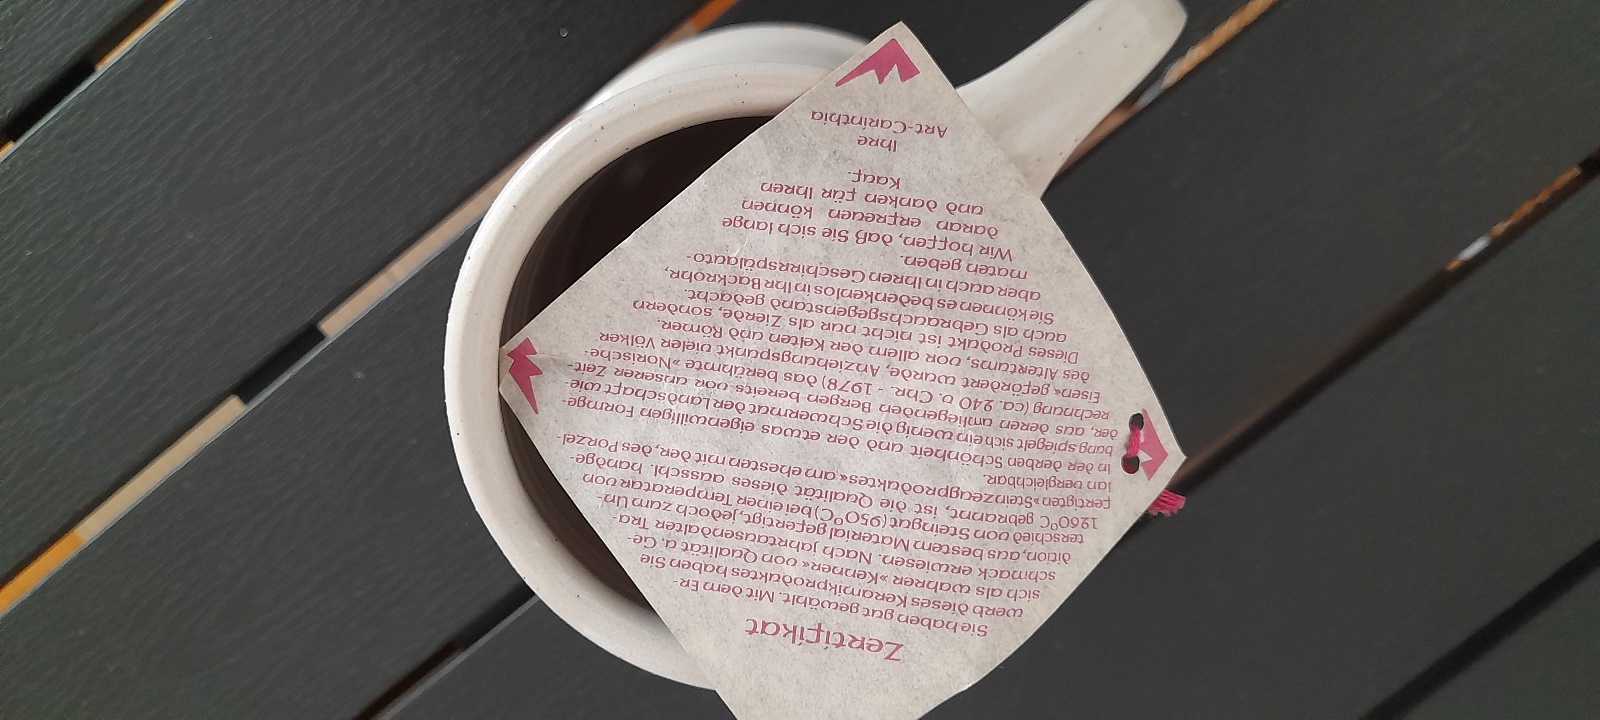 Zertifikat
Sie haben gut gewählt. Mit dem Er-
werb dieses Keramikproduktes haben Sie
sich als wahrer »Kenner« von Qualität u. Ge-
schmack erwiesen. Nach jahrtausendalter Tra
dition, aus bestem Material gefertigt, jedoch zum Un-
terschied von Steingut (950°C) bei einer Temperatur von
1260°C gebrannt, ist die Qualität dieses ausschl. handge-
fertigten »Steinzeugproduktes« am ehesten mit der, des Porzel-
lan vergleichbar.
In der derben Schönheit und der etwas eigenwilligen Formge-
bung spiegelt sich ein wenig die Schwermut der Landschaft wie-
der, aus deren umliegenden Bergen bereits vor unserer Zeit-
rechnung (ca. 240 v. Chr. - 1978) das berühmte »Norische-
Eisen« gefördert wurde, Anziehungspunkt vieler Völker
des Altertums, vor allem der Kelten und Römer.
Dieses Produkt ist nicht nur als Zierde, sondern
auch als Gebrauchsgegenstand gedacht.
Sie können es bedenkenlos in Ihr Backrohr,
aber auch in Ihren Geschirrspülauto-
maten geben.
Wir hoffen, daß Sie sich lange
daran erfreuen können
und danken für Ihren
Kauf.
Ihre
Art-Carinthia